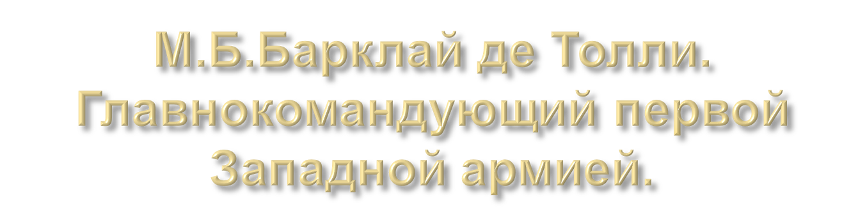 М.Б.Барклай де Толли.
Главнокомандующий первой
Западной армией.